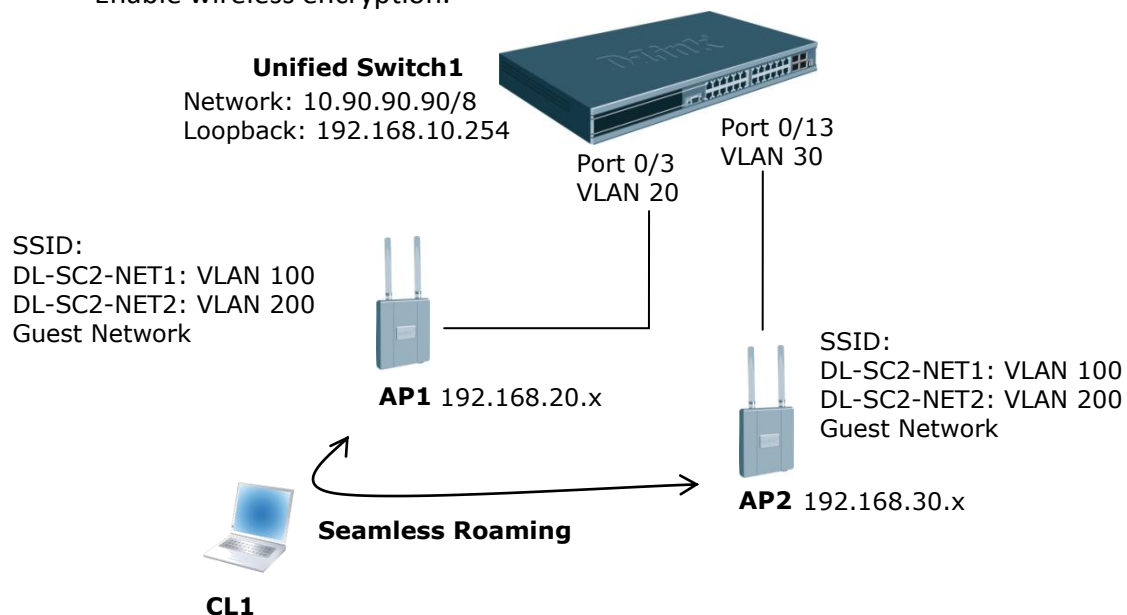 Enable wireless encryption.
D-Link
Unified Switch1
Network: 10.90.90.90/8
Loopback: 192.168.10.254
Port 0/13
VLAN 30
Port 0/3
VLAN 20
SSID:
DL-SC2-NET1: VLAN 100
DL-SC2-NET2: VLAN 200
Guest Network
AP1 192.168.20.x
SSID:
DL-SC2-NET1: VLAN 100
DL-SC2-NET2: VLAN 200
Guest Network
AP2 192.168.30.x
Seamless Roaming
CL1